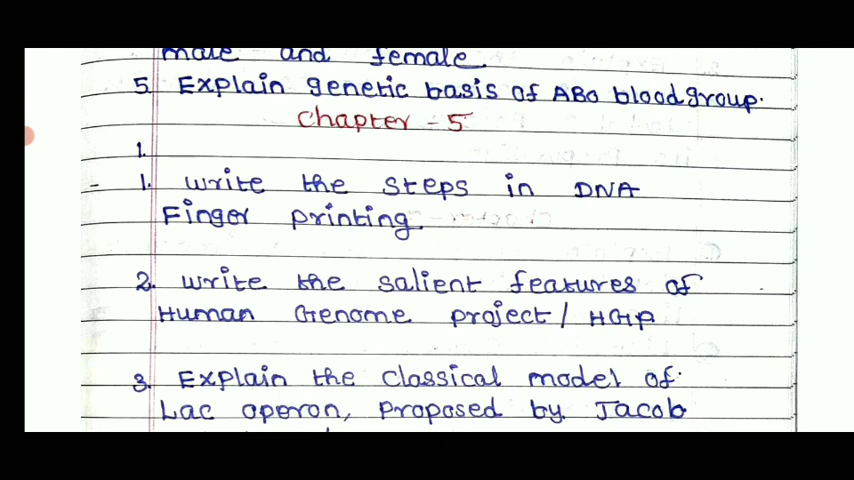 male and female
5. Explain genetic basis of ABO blood group.
Chapter - 5
1.
- 1. Write the steps in DNA
Finger printing.
2. Write the salient features of
Human Genome project / HGP
3. Explain the classical model of
Lac operon, proposed by Jacob